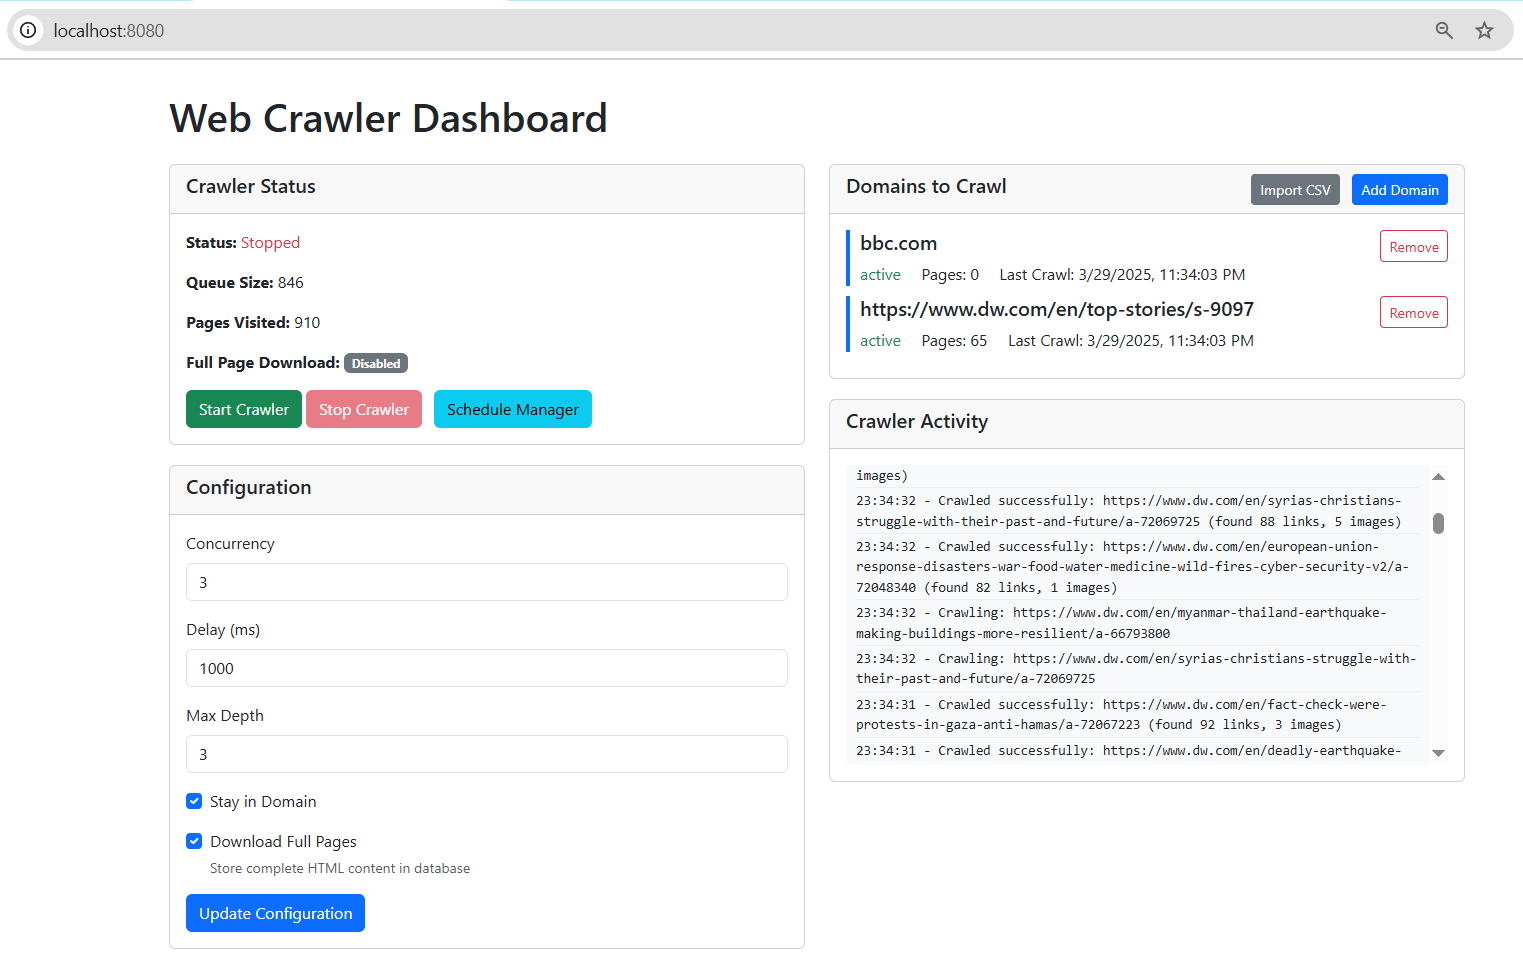 localhost:8080
Web Crawler Dashboard
Crawler Status
Status: Stopped
Queue Size: 846
Pages Visited: 910
Full Page Download: Disabled
Start Crawler
Stop Crawler
Schedule Manager
Configuration
Concurrency
3
Delay (ms)
1000
Max Depth
3
Stay in Domain
Download Full Pages
Store complete HTML content in database
Update Configuration
Domains to Crawl
Import CSV
Add Domain
bbc.com
Remove
active Pages: 0 Last Crawl: 3/29/2025, 11:34:03 PM
https://www.dw.com/en/top-stories/s-9097
Remove
active Pages: 65 Last Crawl: 3/29/2025, 11:34:03 PM
Crawler Activity
images)
23:34:32 - Crawled successfully: https://www.dw.com/en/syrias-christians-
struggle-with-their-past-and-future/a-72069725 (found 88 links, 5 images)
23:34:32 - Crawled successfully: https://www.dw.com/en/european-union-
response-disasters-war-food-water-medicine-wild-fires-cyber-security-v2/a-
72048340 (found 82 links, 1 images)
23:34:32 - Crawling: https://www.dw.com/en/myanmar-thailand-earthquake-
making-buildings-more-resilient/a-66793800
23:34:32 - Crawling: https://www.dw.com/en/syrias-christians-struggle-with-
their-past-and-future/a-72069725
23:34:31 - Crawled successfully: https://www.dw.com/en/fact-check-were-
protests-in-gaza-anti-hamas/a-72067223 (found 92 links, 3 images)
23:34:31 - Crawled successfully: https://www.dw.com/en/deadly-earthquake-